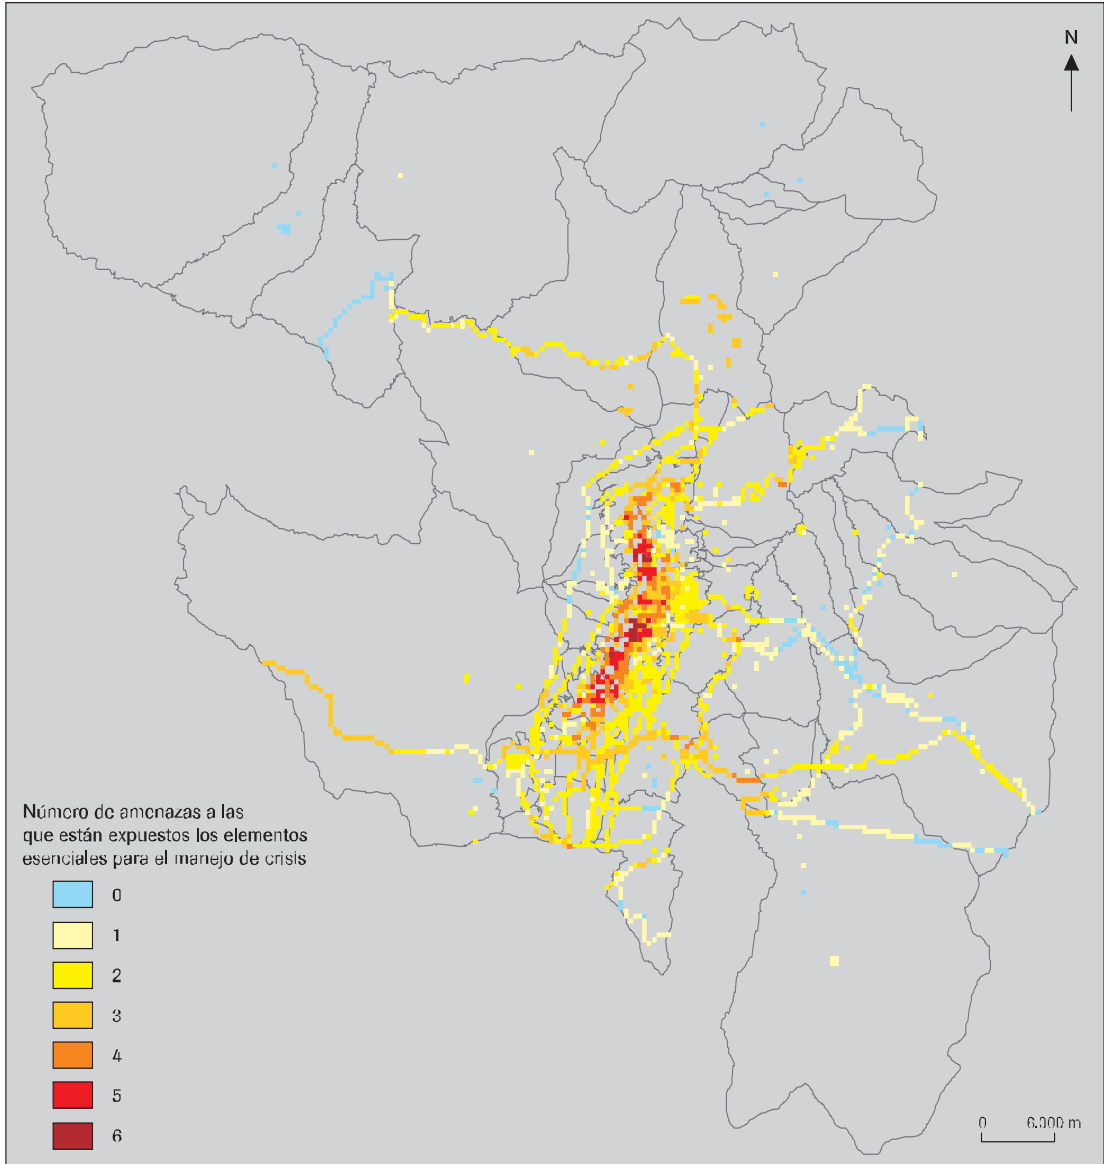 N
Número de amenazas a las
que están expuestos los elementos
esenciales para el manejo de crisis
0
1
2
3
4
5
6
0 6.000 m